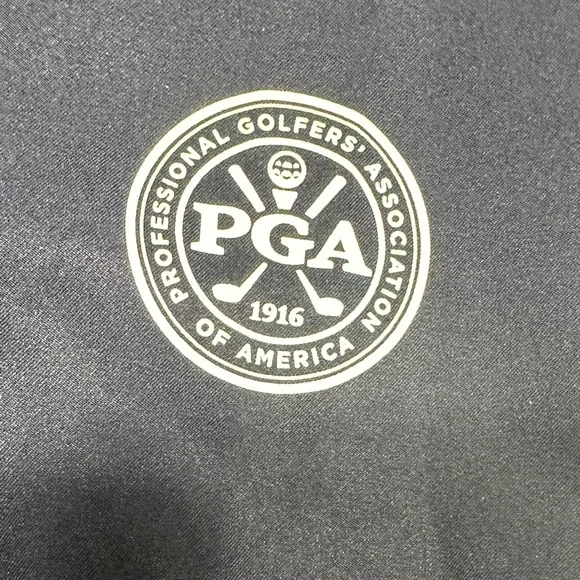 PROFESSIONAL GOLFERS' ASSOCIATION
OF AMERICA
PGA
1916